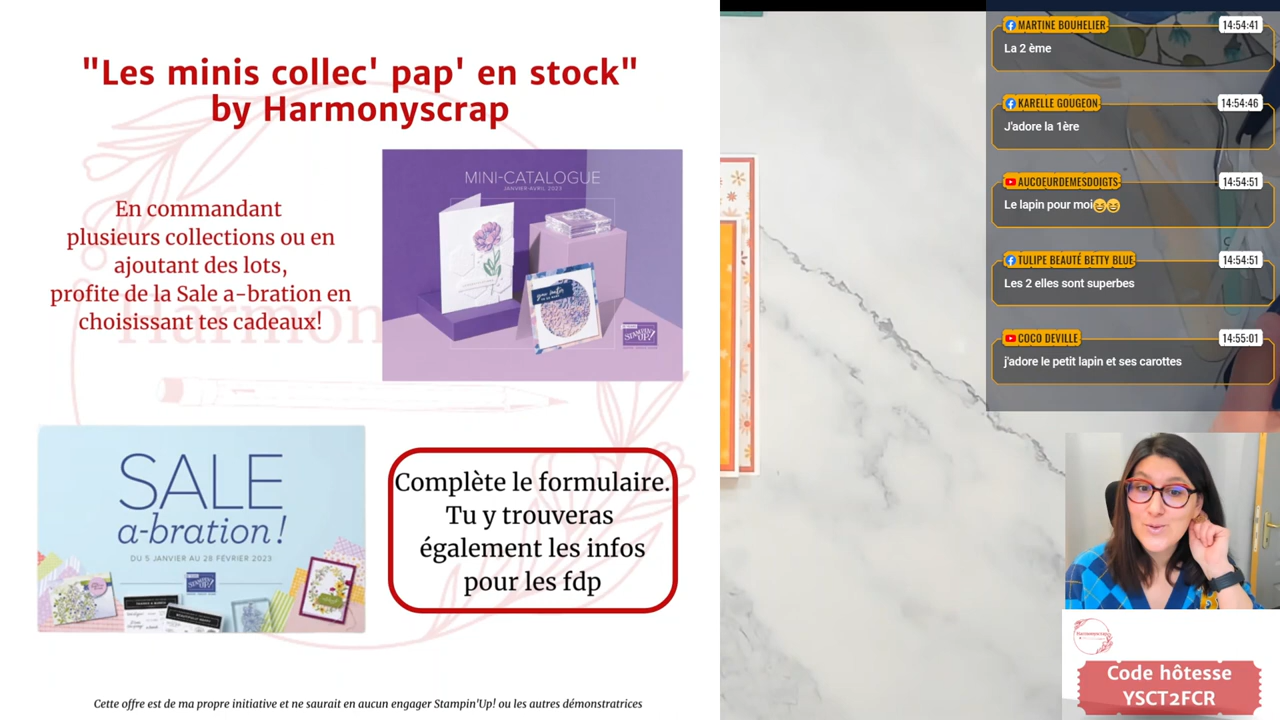 "Les minis collec' pap' en stock"
by Harmonyscrap
En commandant
plusieurs collections ou en
ajoutant des lots,
profite de la Sale a-bration en
choisissant tes cadeaux!
MINI-CATALOGUE
JANVIER-AVRIL 2023
STAMPIN' UP!
SALE
a-bration!
DU 5 JANVIER AU 28 FÉVRIER 2023
STAMPIN' UP!
Complète le formulaire.
Tu y trouveras
également les infos
pour les fdp
Cette offre est de ma propre initiative et ne saurait en aucun engager Stampin'Up! ou les autres démonstratrices
MARTINE BOUHELIER 14:54:41
La 2 ème
KARELLE GOUGEON 14:54:46
J'adore la 1ère
AUCOEURDEMESDOIGTS 14:54:51
Le lapin pour moi😆😆
TULIPE BEAUTÉ BETTY BLUE 14:54:51
Les 2 elles sont superbes
COCO DEVILLE 14:55:01
j'adore le petit lapin et ses carottes
Harmonyscrap
Code hôtesse
YSCT2FCR